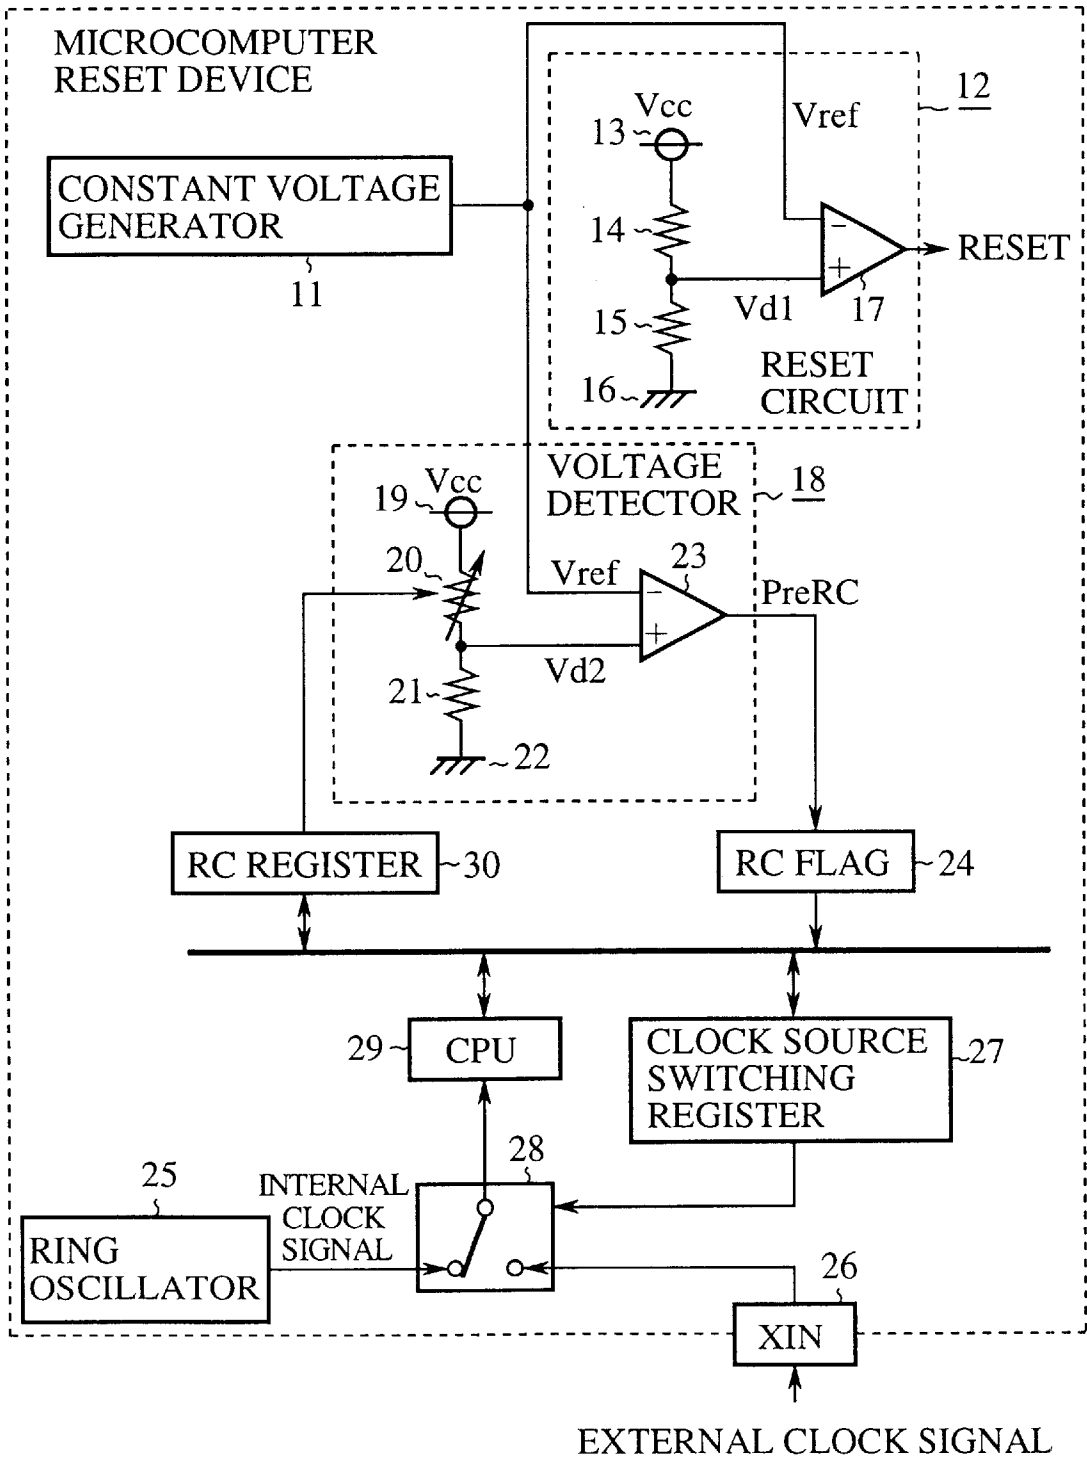 MICROCOMPUTER
RESET DEVICE
12
Vcc
13
Vref
CONSTANT VOLTAGE
GENERATOR
11
14
-
+
RESET
17
Vd1
15
16
RESET
CIRCUIT
VOLTAGE
DETECTOR
18
Vcc
19
20
Vref
23
PreRC
-
+
Vd2
21
22
RC REGISTER
30
RC FLAG
24
29
CPU
CLOCK SOURCE
SWITCHING
REGISTER
27
28
25
INTERNAL
CLOCK
SIGNAL
RING
OSCILLATOR
26
XIN
EXTERNAL CLOCK SIGNAL